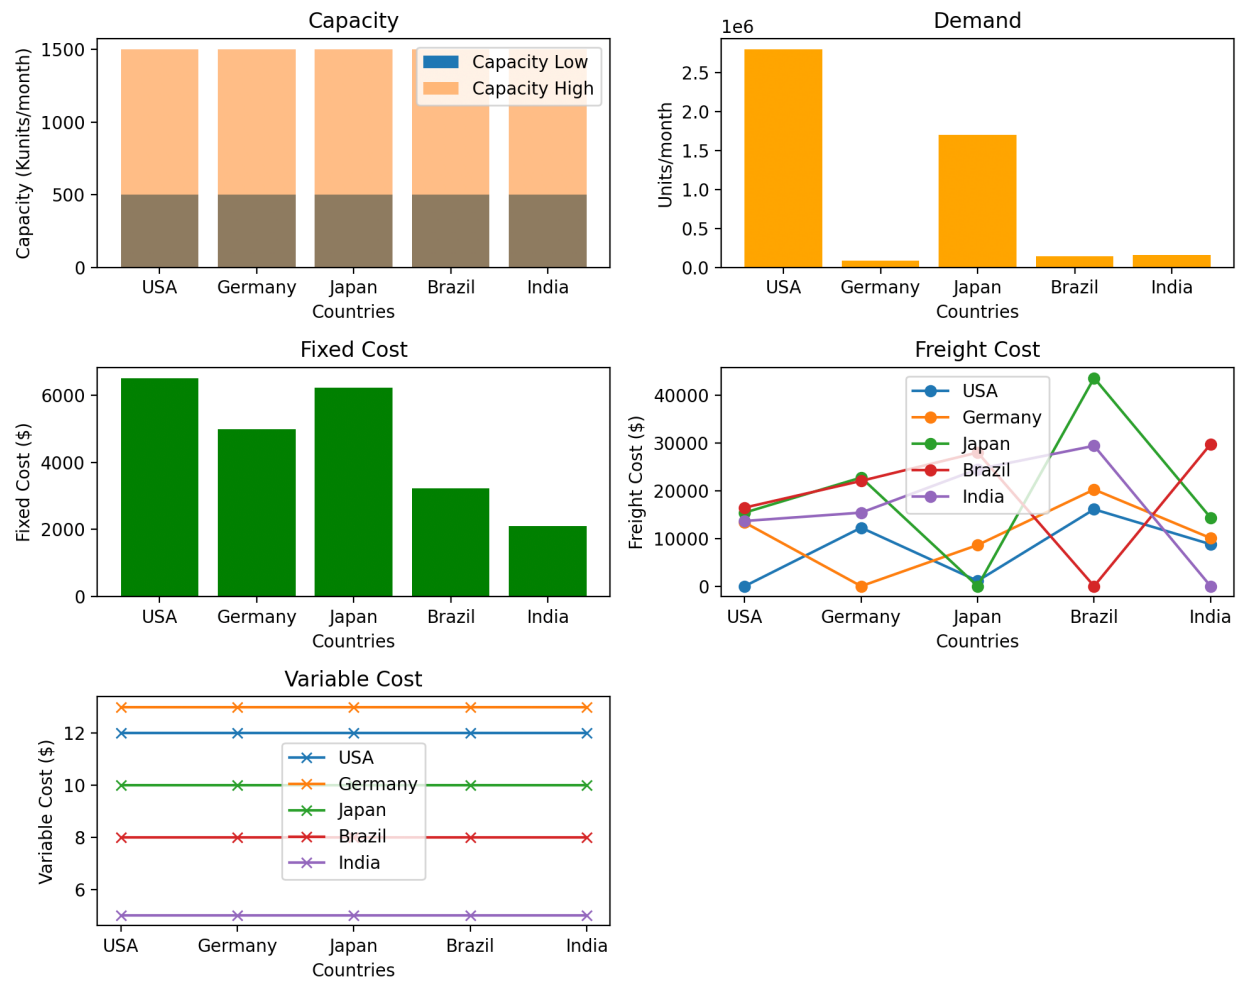 Capacity
Capacity (Kunits/month)
1500
1000
500
0
Capacity Low
Capacity High
USA Germany Japan Brazil India
Countries
Demand
1e6
Units/month
2.5
2.0
1.5
1.0
0.5
0.0
USA Germany Japan Brazil India
Countries
Fixed Cost
Fixed Cost ($)
6000
4000
2000
0
USA Germany Japan Brazil India
Countries
Freight Cost
Freight Cost ($)
40000
30000
20000
10000
0
USA
Germany
Japan
Brazil
India
USA Germany Japan Brazil India
Countries
Variable Cost
Variable Cost ($)
12
10
8
6
USA
Germany
Japan
Brazil
India
USA Germany Japan Brazil India
Countries